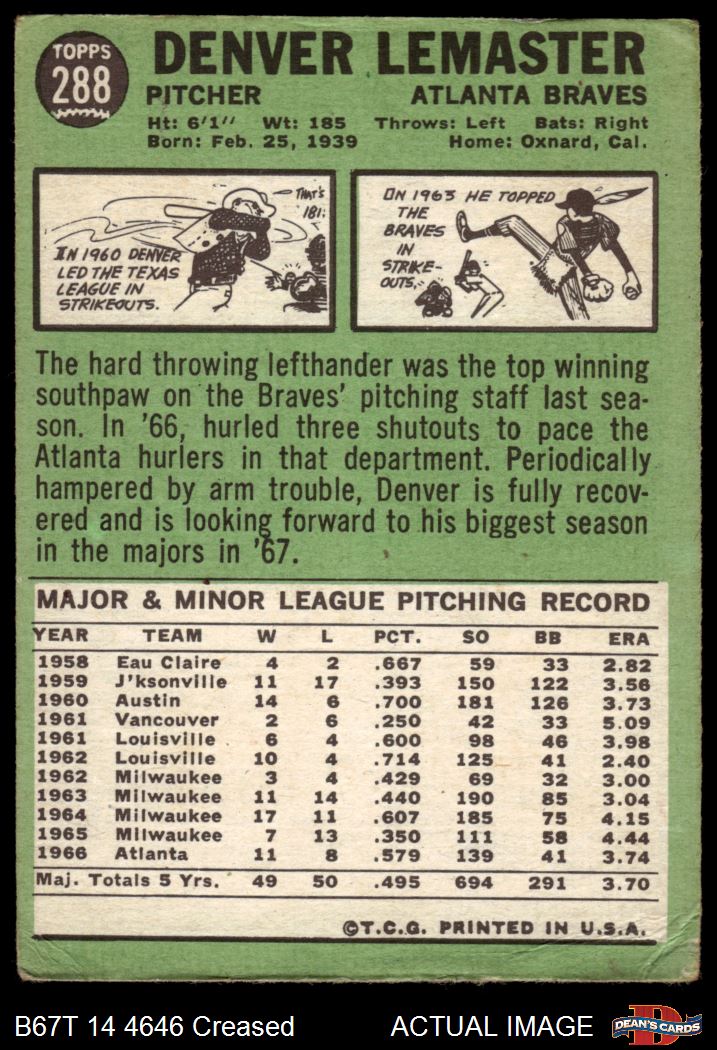 TOPPS
288
DENVER LEMASTER
PITCHER ATLANTA BRAVES
Ht: 6'1" Wt: 185 Throws: Left Bats: Right
Born: Feb. 25, 1939 Home: Oxnard, Cal.
THAT'S
181.
IN 1960 DENVER
LED THE TEXAS
LEAGUE IN
STRIKEOUTS.
ON 1963 HE TOPPED
THE
BRAVES
IN
STRIKE-
OUTS.
The hard throwing lefthander was the top winning
southpaw on the Braves' pitching staff last sea-
son. In '66, hurled three shutouts to pace the
Atlanta hurlers in that department. Periodically
hampered by arm trouble, Denver is fully recov-
ered and is looking forward to his biggest season
in the majors in '67.
MAJOR & MINOR LEAGUE PITCHING RECORD
YEAR TEAM W L PCT. SO BB ERA
1958 Eau Claire 4 2 .667 59 33 2.82
1959 J'ksonville 11 17 .393 150 122 3.56
1960 Austin 14 6 .700 181 126 3.73
1961 Vancouver 2 6 .250 42 33 5.09
1961 Louisville 6 4 .600 98 46 3.98
1962 Louisville 10 4 .714 125 41 2.40
1962 Milwaukee 3 4 .429 69 32 3.00
1963 Milwaukee 11 14 .440 190 85 3.04
1964 Milwaukee 17 11 .607 185 75 4.15
1965 Milwaukee 7 13 .350 111 58 4.44
1966 Atlanta 11 8 .579 139 41 3.74
Maj. Totals 5 Yrs. 49 50 .495 694 291 3.70
©T.C.G. PRINTED IN U.S.A.
B67T 14 4646 Creased ACTUAL IMAGE
D
DEAN'S CARDS